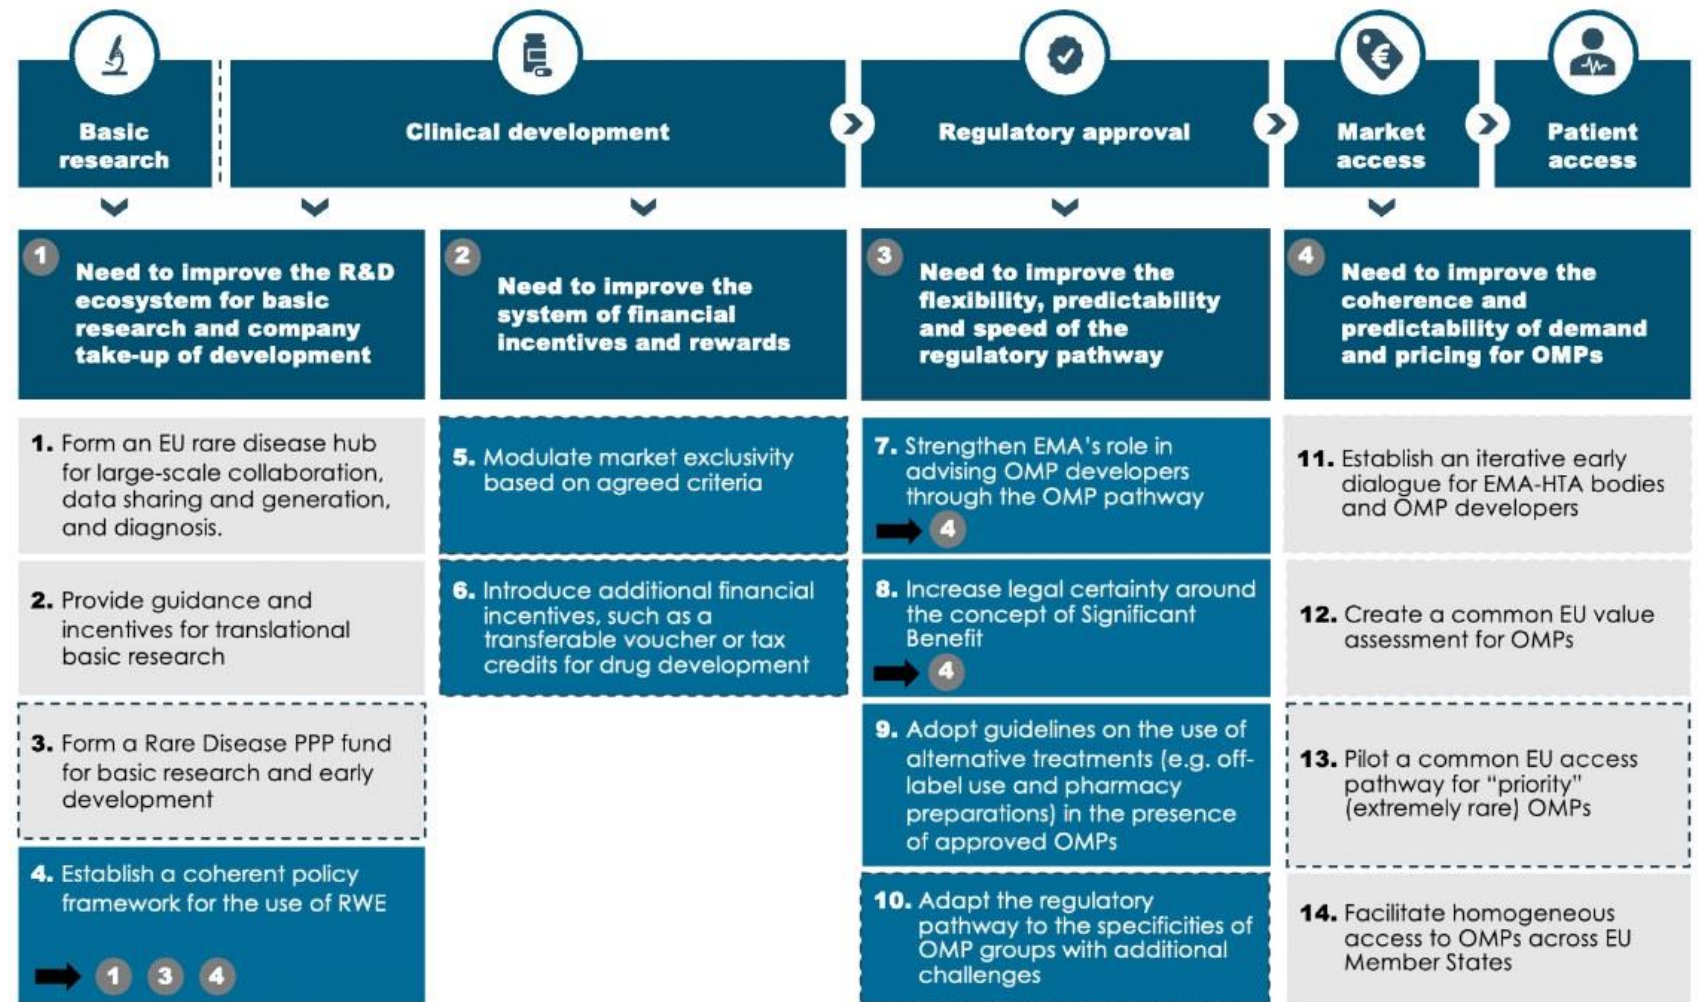 Basic
research
Clinical development
Regulatory approval
Market
access
Patient
access
1
Need to improve the R&D
ecosystem for basic
research and company
take-up of development
2
Need to improve the
system of financial
incentives and rewards
3
Need to improve the
flexibility, predictability
and speed of the
regulatory pathway
4
Need to improve the
coherence and
predictability of demand
and pricing for OMPs
1. Form an EU rare disease hub
for large-scale collaboration,
data sharing and generation,
and diagnosis.
2. Provide guidance and
incentives for translational
basic research
3. Form a Rare Disease PPP fund
for basic research and early
development
4. Establish a coherent policy
framework for the use of RWE
1 3 4
5. Modulate market exclusivity
based on agreed criteria
6. Introduce additional financial
incentives, such as a
transferable voucher or tax
credits for drug development
7. Strengthen EMA's role in
advising OMP developers
through the OMP pathway
4
8. Increase legal certainty around
the concept of Significant
Benefit
4
9. Adopt guidelines on the use of
alternative treatments (e.g. off-
label use and pharmacy
preparations) in the presence
of approved OMPs
10. Adapt the regulatory
pathway to the specificities of
OMP groups with additional
challenges
11. Establish an iterative early
dialogue for EMA-HTA bodies
and OMP developers
12. Create a common EU value
assessment for OMPs
13. Pilot a common EU access
pathway for "priority"
(extremely rare) OMPs
14. Facilitate homogeneous
access to OMPs across EU
Member States